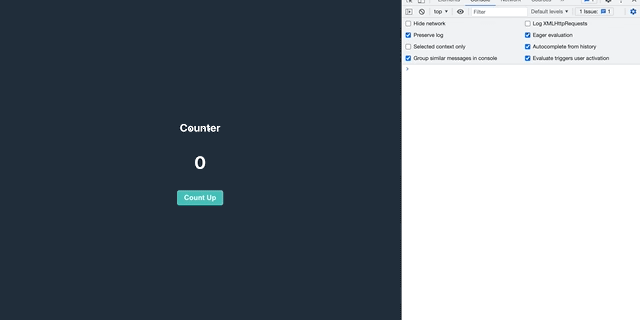 Counter
0
Count Up
Console
top
Filter
Default levels
1 Issue:
1
Hide network
Log XMLHttpRequests
Preserve log
Eager evaluation
Selected context only
Autocomplete from history
Group similar messages in console
Evaluate triggers user activation